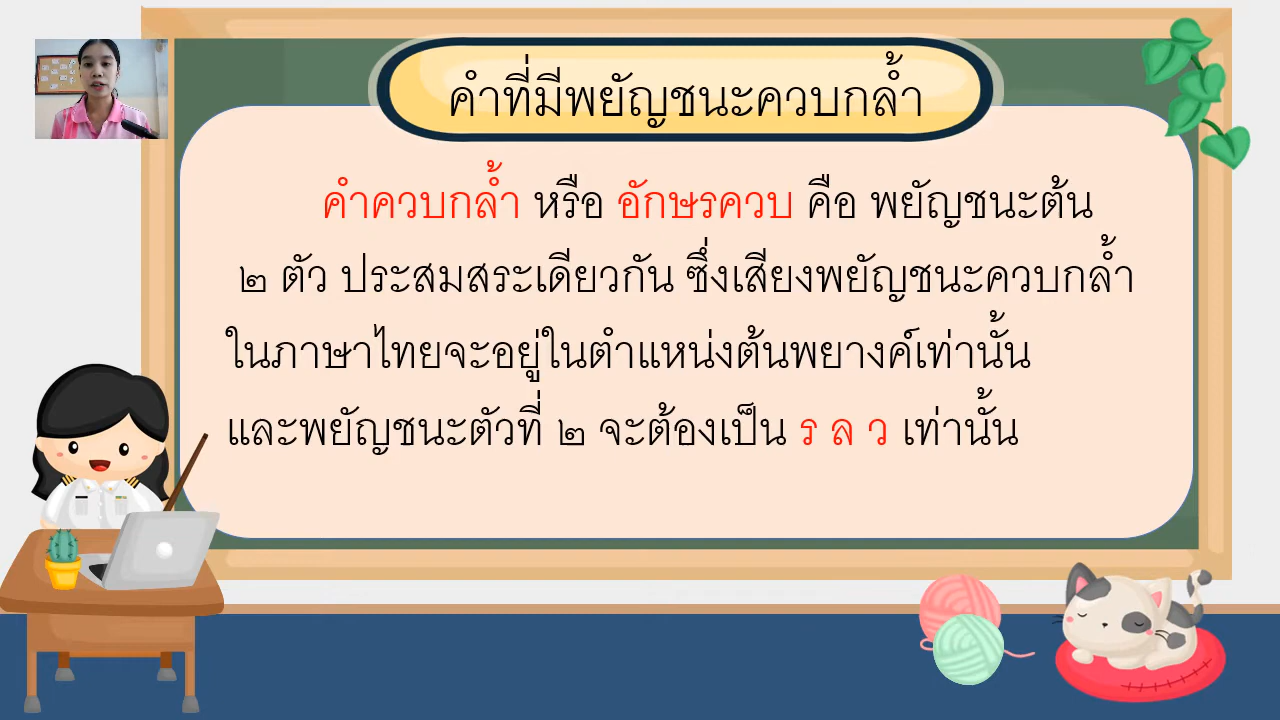 คำที่มีพยัญชนะควบกล้ำ
คำควบกล้ำ หรือ อักษรควบ คือ พยัญชนะต้น
๒ ตัว ประสมสระเดียวกัน ซึ่งเสียงพยัญชนะควบกล้ำ
ในภาษาไทยจะอยู่ในตำแหน่งต้นพยางค์เท่านั้น
และพยัญชนะตัวที่ ๒ จะต้องเป็น ร ล ว เท่านั้น